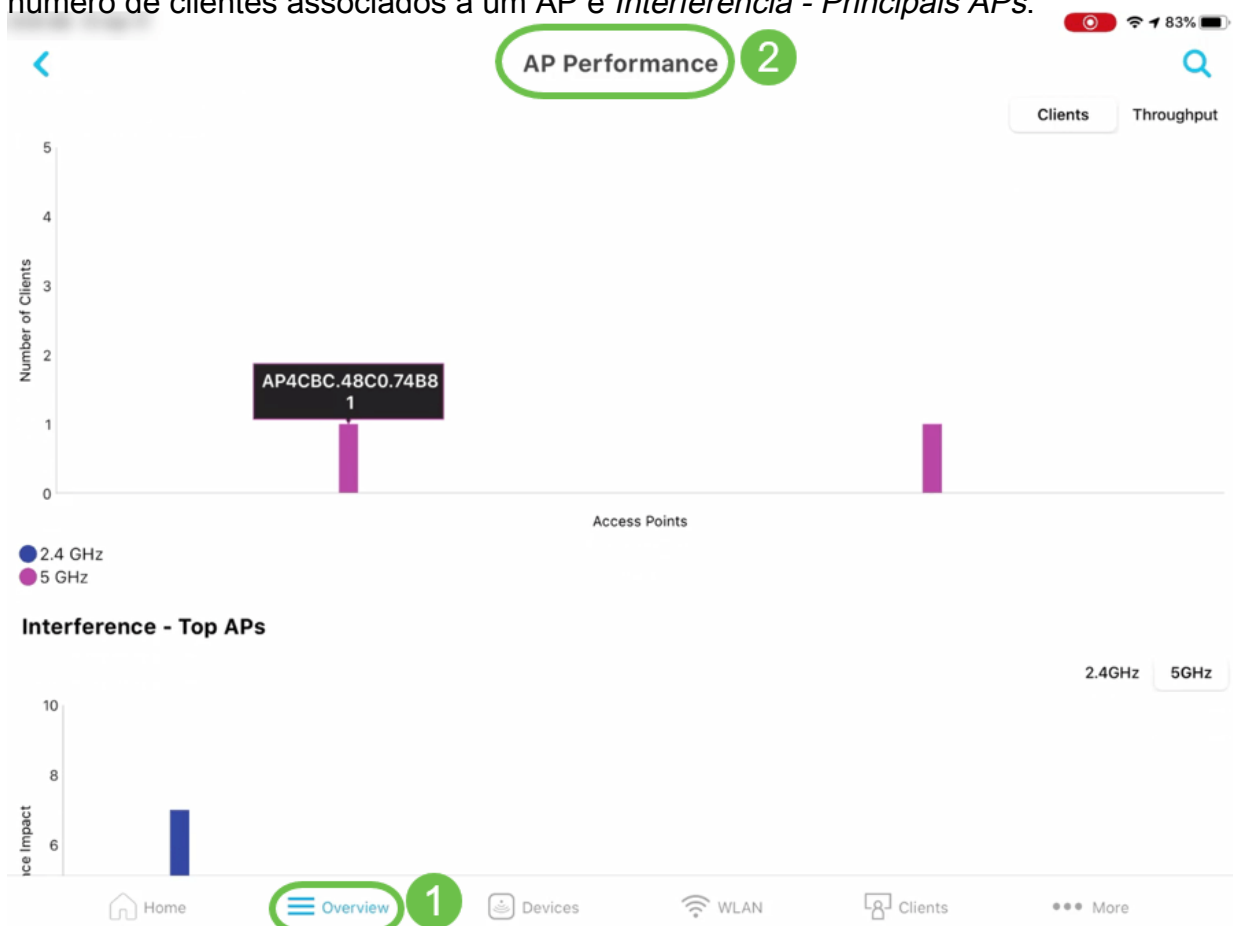 número de clientes associados a um AP e Interferência - Principais APs.
83%
AP Performance 2
Clients Throughput
5
4
3
2
1
0
Number of Clients
AP4CBC.48C0.74B8
1
Access Points
2.4 GHz
5 GHz
Interference - Top APs
2.4GHz 5GHz
10
8
6
ce Impact
Home Overview 1 Devices WLAN Clients More